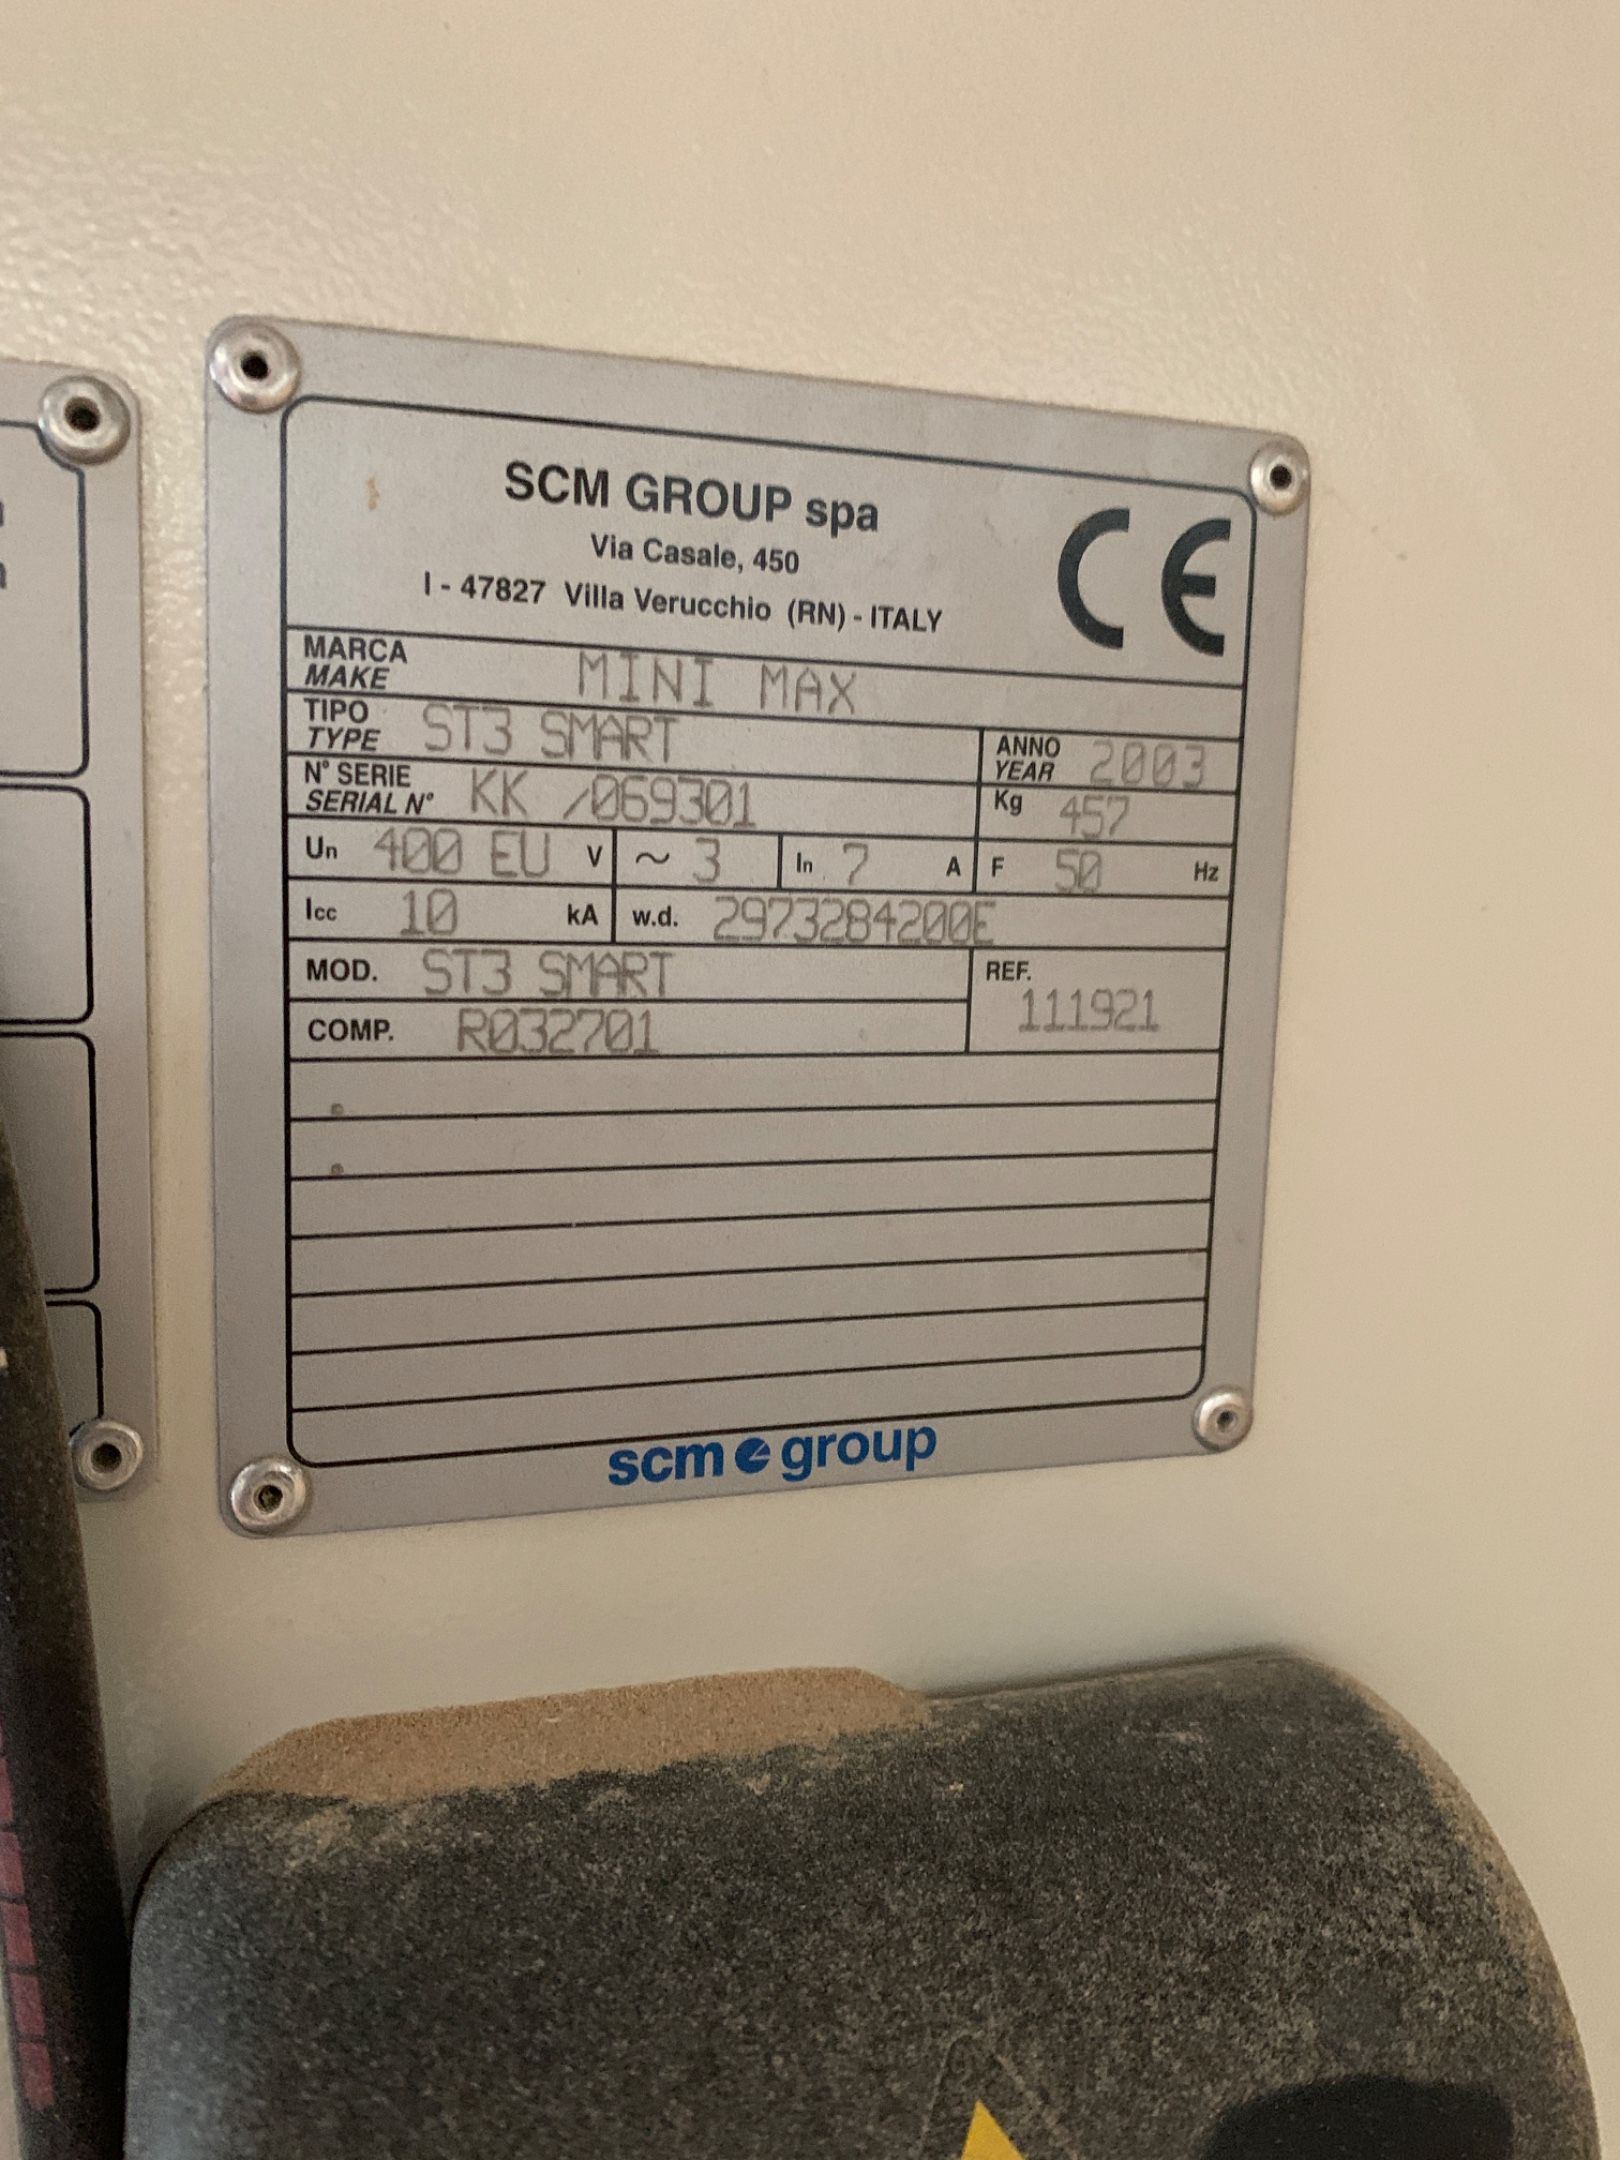 SCM GROUP spa
Via Casale, 450
I - 47827 Villa Verucchio (RN) - ITALY
CE
MARCA
MAKE
MINI MAX
TIPO
TYPE
ST3 SMART
ANNO
YEAR
2003
N° SERIE
SERIAL N°
KK /069301
Kg 457
Un 400 EU V ~ 3 In 7 A F 50 Hz
Icc 10 kA w.d. 2973284200E
MOD. ST3 SMART
REF.
111921
COMP. R032701
scm group